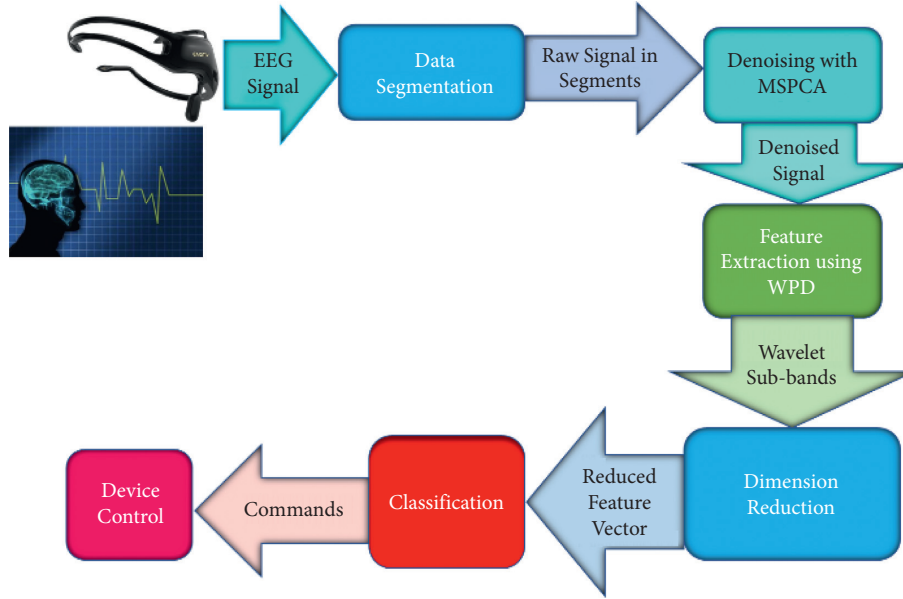 EEG
Signal
Data
Segmentation
Raw Signal in
Segments
Denoising with
MSPCA
Denoised
Signal
Feature
Extraction using
WPD
Wavelet
Sub-bands
Dimension
Reduction
Reduced
Feature
Vector
Classification
Commands
Device
Control